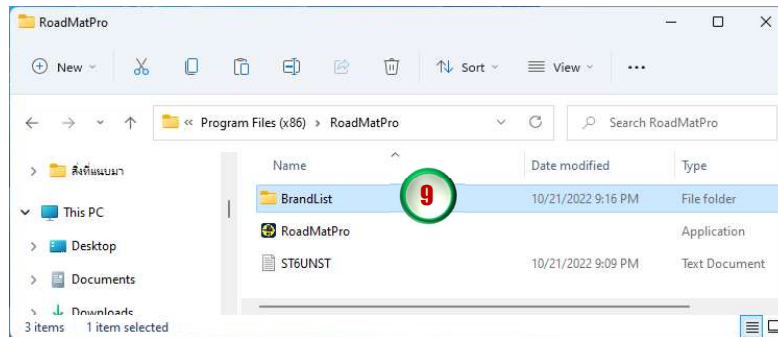 RoadMatPro
New Sort View ...
« Program Files (x86) › RoadMatPro Search RoadMatPro
สิ่งที่แนบมา
This PC
Desktop
Documents
Downloads
Name Date modified Type
BrandList 9 10/21/2022 9:16 PM File folder
RoadMatPro Application
ST6UNST 10/21/2022 9:09 PM Text Document
3 items 1 item selected